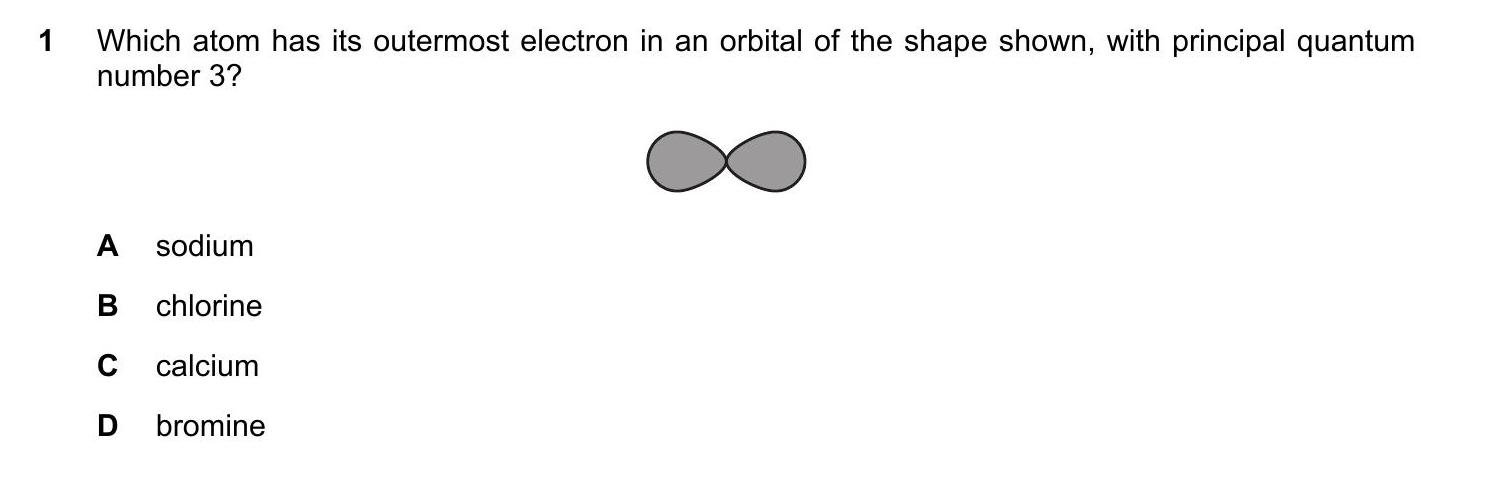 1 Which atom has its outermost electron in an orbital of the shape shown, with principal quantum
number 3?
A sodium
B chlorine
C calcium
D bromine